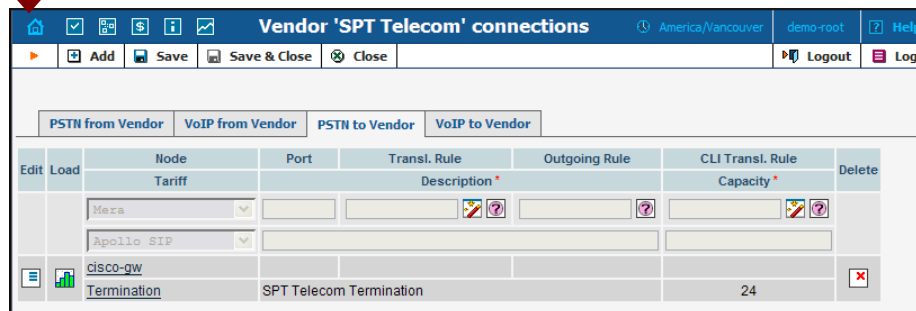 Vendor 'SPT Telecom' connections America/Vancouver demo-root ? Help
Add Save Save & Close Close Logout Log
PSTN from Vendor VoIP from Vendor PSTN to Vendor VoIP to Vendor
Edit Load Node Port Transl. Rule Outgoing Rule CLI Transl. Rule Delete
Tariff Description * Capacity *
Mera ? ? ?
Apollo SIP
cisco-gw
Termination SPT Telecom Termination 24